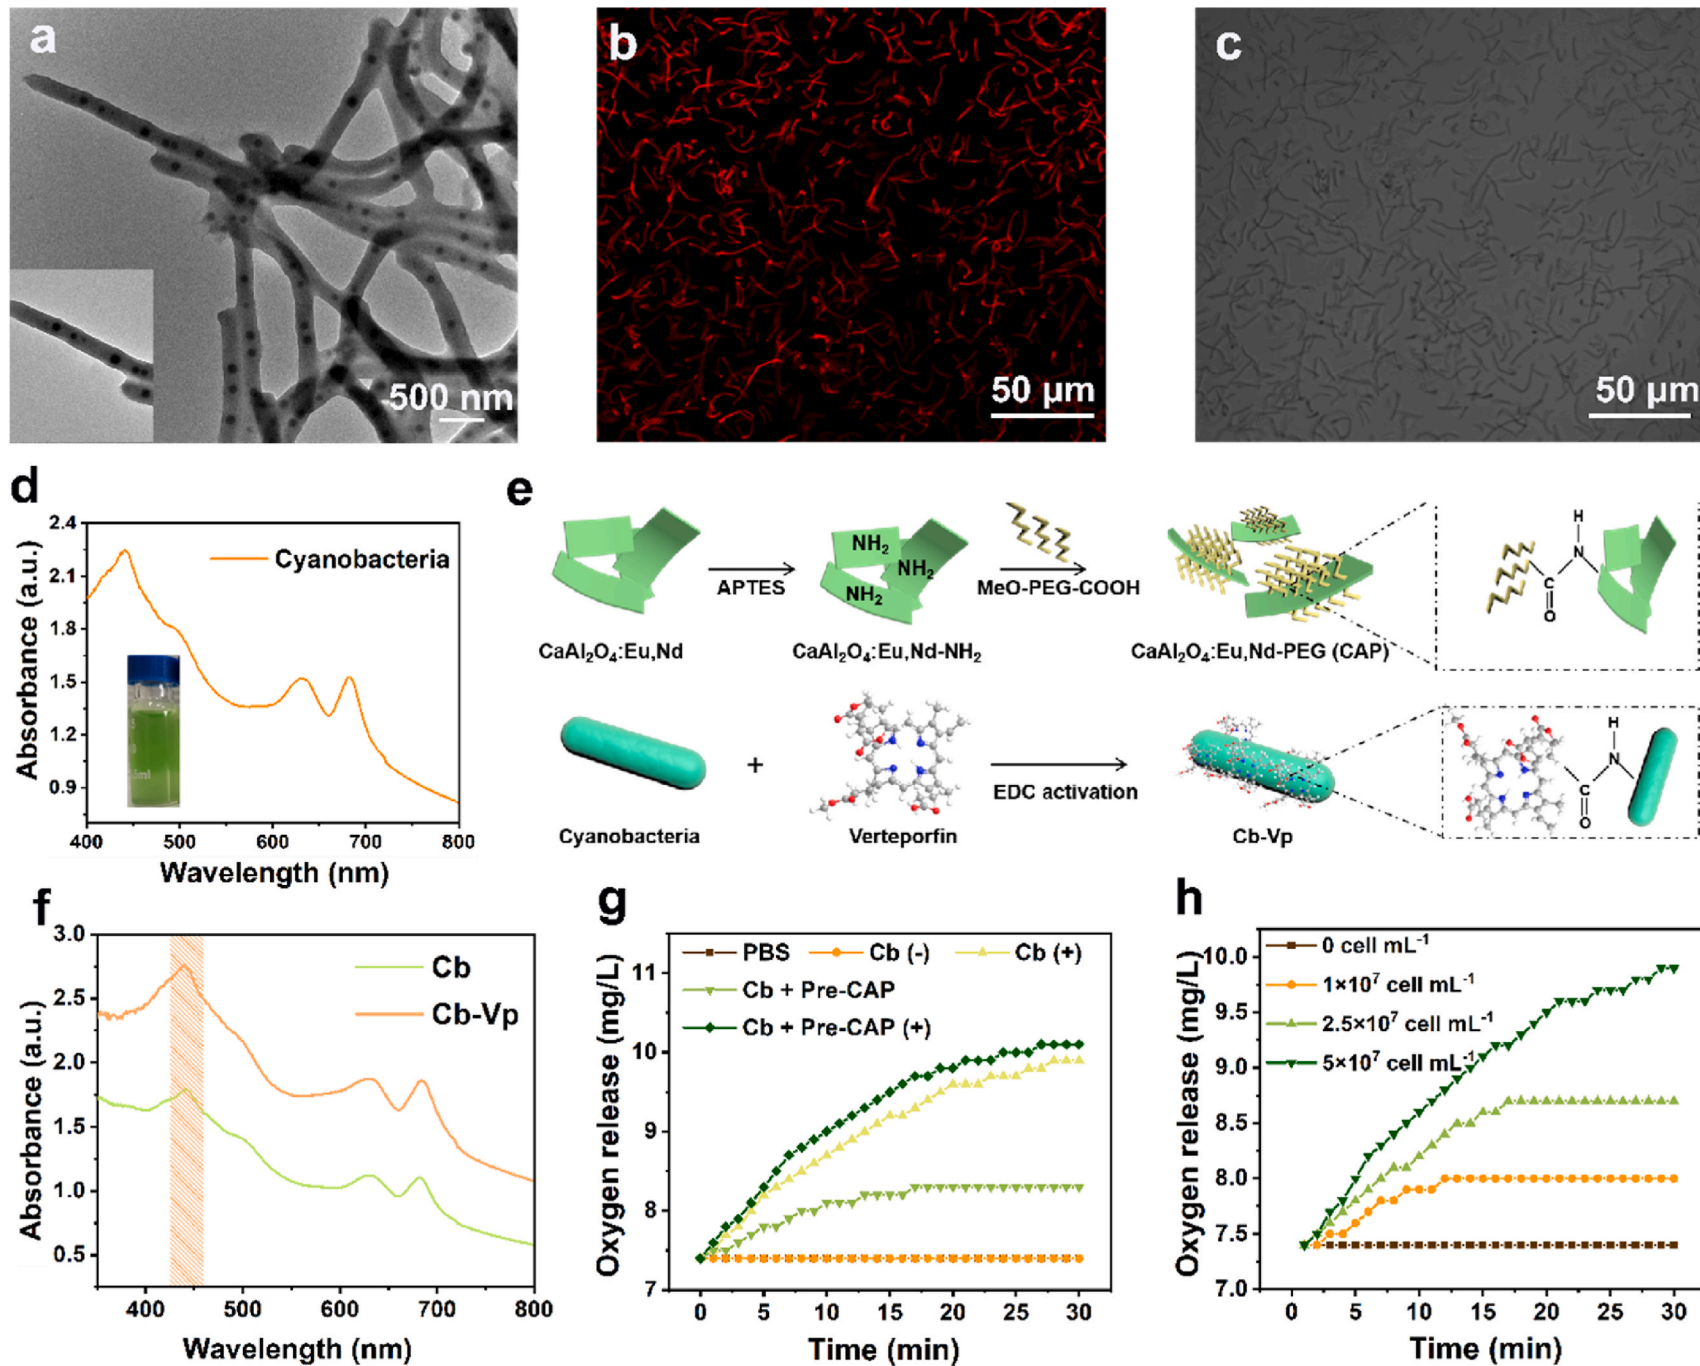 a
500 nm
b
50 μm
c
50 μm
d
2.4
2.1
1.8
1.5
1.2
0.9
Absorbance (a.u.)
Cyanobacteria
400 500 600 700 800
Wavelength (nm)
e
NH₂
NH₂
NH₂
APTES
MeO-PEG-COOH
H
N
C
O
CaAl₂O₄:Eu,Nd
CaAl₂O₄:Eu,Nd-NH₂
CaAl₂O₄:Eu,Nd-PEG (CAP)
+
EDC activation
H
N
C
O
Cyanobacteria
Verteporfin
Cb-Vp
f
3.0
2.5
2.0
1.5
1.0
0.5
Absorbance (a.u.)
Cb
Cb-Vp
400 500 600 700 800
Wavelength (nm)
g
PBS Cb (-) Cb (+)
Cb + Pre-CAP
Cb + Pre-CAP (+)
11
10
9
8
7
Oxygen release (mg/L)
0 5 10 15 20 25 30
Time (min)
h
0 cell mL⁻¹
1×10⁷ cell mL⁻¹
2.5×10⁷ cell mL⁻¹
5×10⁷ cell mL⁻¹
10.0
9.5
9.0
8.5
8.0
7.5
7.0
Oxygen release (mg/L)
0 5 10 15 20 25 30
Time (min)